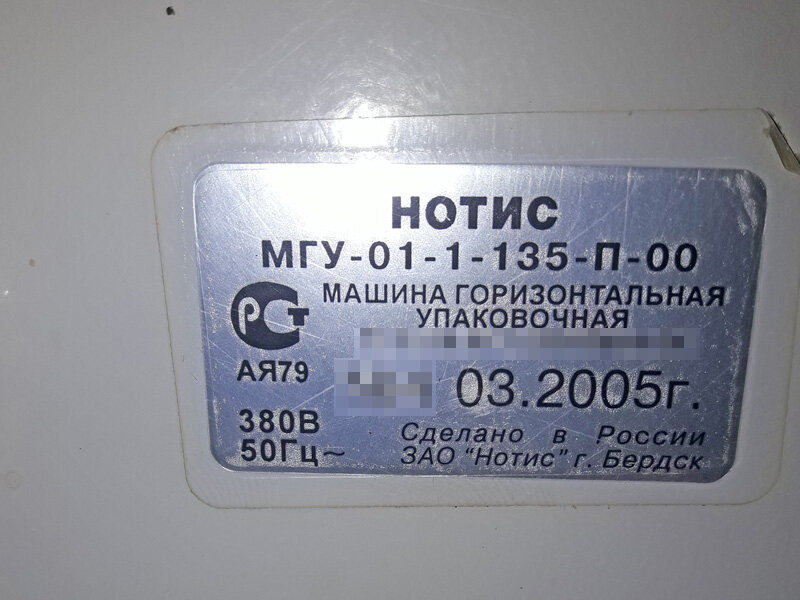 НОТИС
МГУ-01-1-135-П-00
МАШИНА ГОРИЗОНТАЛЬНАЯ
УПАКОВОЧНАЯ
РСТ
АЯ79
03.2005г.
380В
50Гц~
Сделано в России
ЗАО "Нотис" г. Бердск